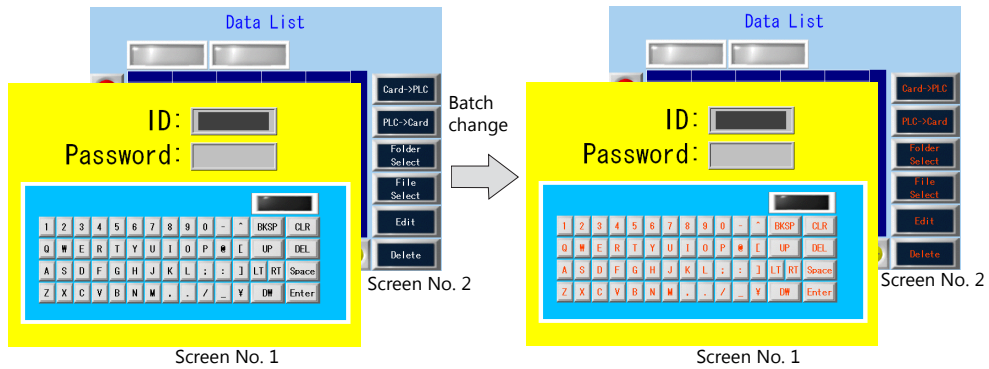 Data List
Card->PLC
PLC->Card
Folder
Select
File
Select
Edit
Delete
Screen No. 2
ID:
Password:
1 2 3 4 5 6 7 8 9 0 - ^ BKSP CLR
Q W E R T Y U I O P @ [ UP DEL
A S D F G H J K L ; : ] LT RT Space
Z X C V B N M , . / _ ¥ DW Enter
Screen No. 1
Batch
change
Data List
Card->PLC
PLC->Card
Folder
Select
File
Select
Edit
Delete
Screen No. 2
ID:
Password:
1 2 3 4 5 6 7 8 9 0 - ^ BKSP CLR
Q W E R T Y U I O P @ [ UP DEL
A S D F G H J K L ; : ] LT RT Space
Z X C V B N M , . / _ ¥ DW Enter
Screen No. 1